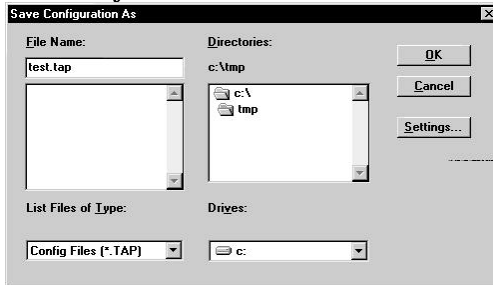 Save Configuration As
File Name:
test.tap
Directories:
c:\tmp
c:\
tmp
OK
Cancel
Settings...
List Files of Type:
Config Files (*.TAP)
Drives:
c: